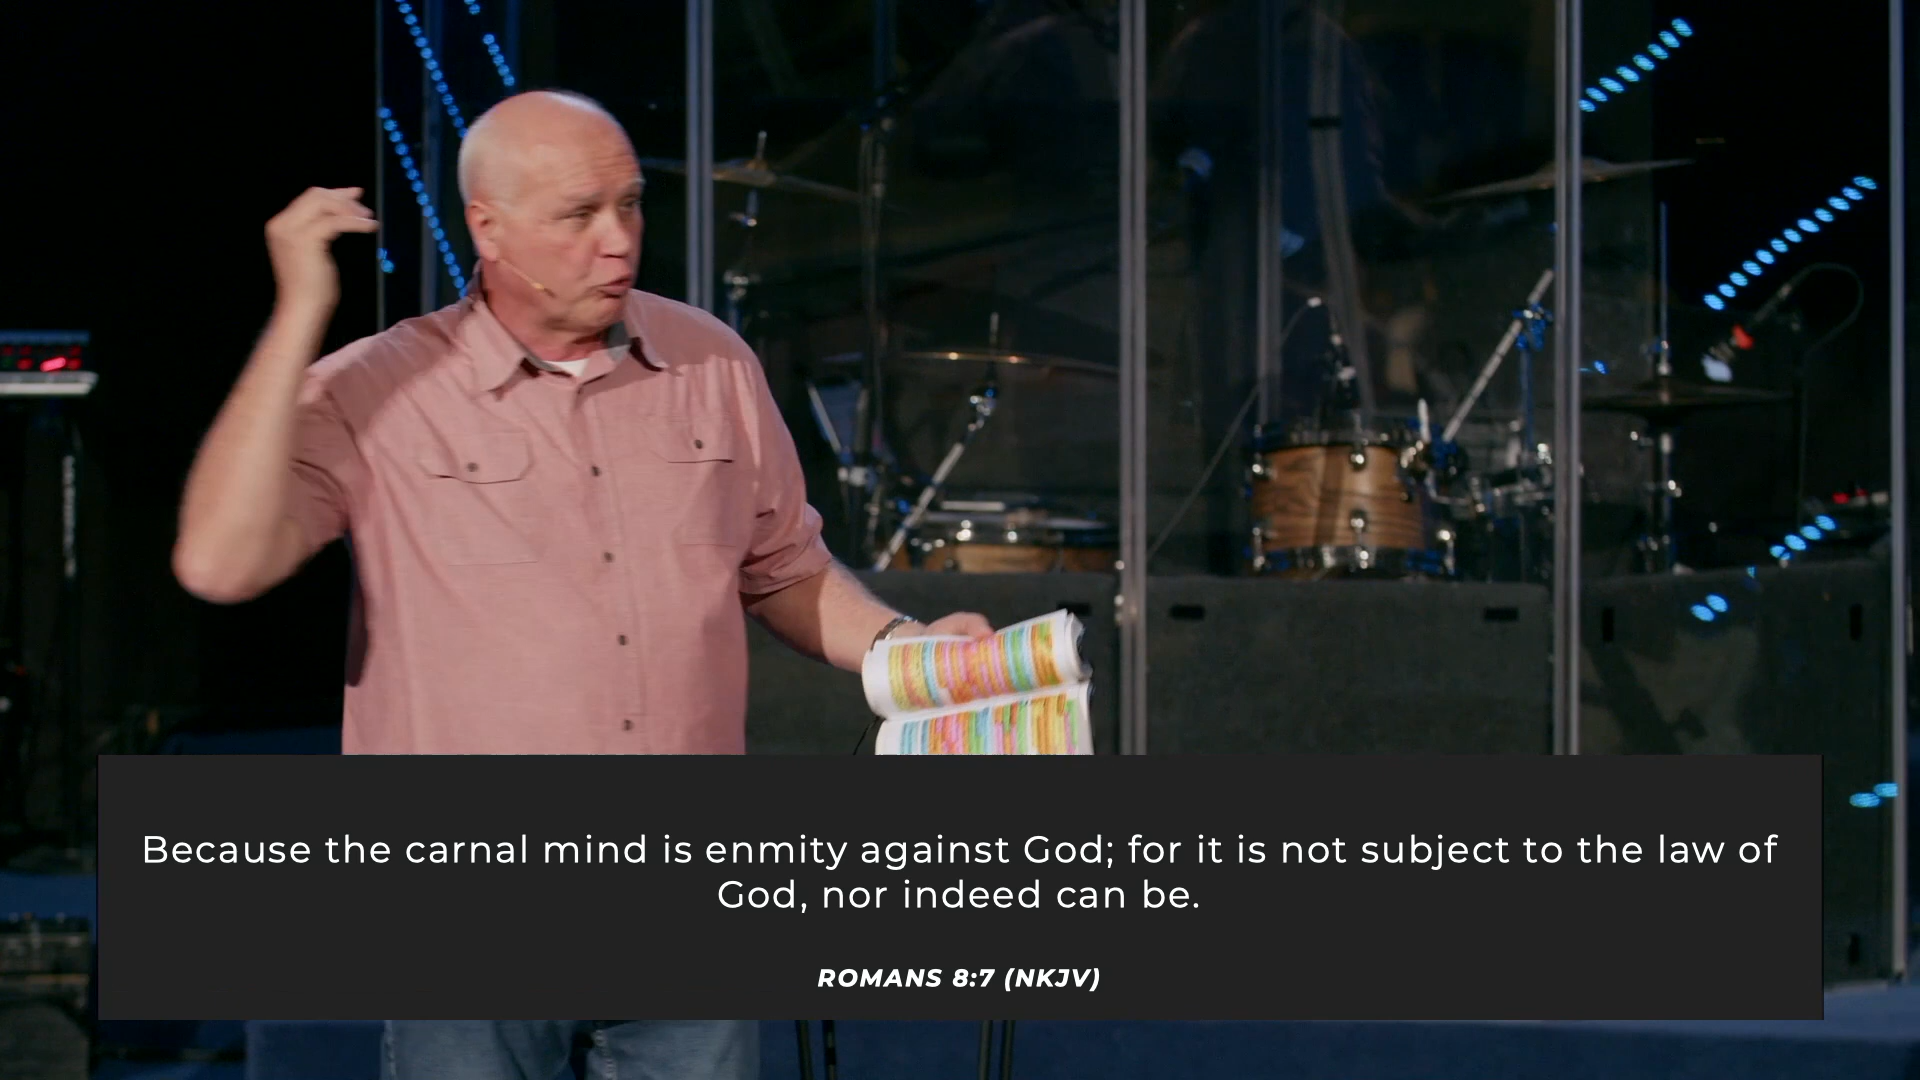 Because the carnal mind is enmity against God; for it is not subject to the law of
God, nor indeed can be.
ROMANS 8:7 (NKJV)